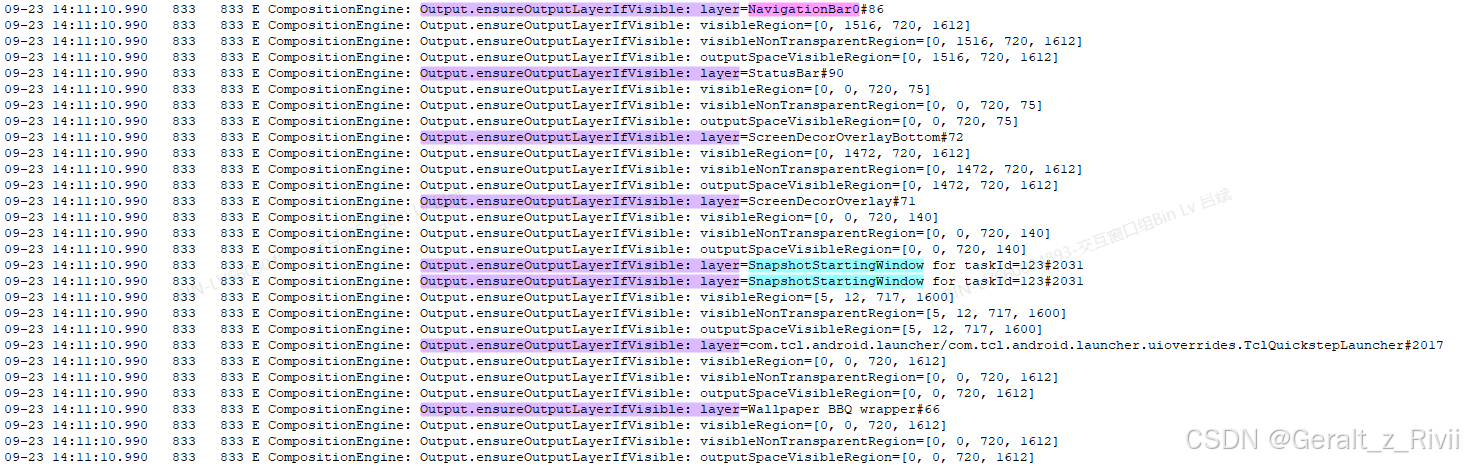 09-23 14:11:10.990 833 833 E CompositionEngine: Output.ensureOutputLayerIfVisible: layer=NavigationBar0#86
09-23 14:11:10.990 833 833 E CompositionEngine: Output.ensureOutputLayerIfVisible: visibleRegion=[0, 1516, 720, 1612]
09-23 14:11:10.990 833 833 E CompositionEngine: Output.ensureOutputLayerIfVisible: visibleNonTransparentRegion=[0, 1516, 720, 1612]
09-23 14:11:10.990 833 833 E CompositionEngine: Output.ensureOutputLayerIfVisible: outputSpaceVisibleRegion=[0, 1516, 720, 1612]
09-23 14:11:10.990 833 833 E CompositionEngine: Output.ensureOutputLayerIfVisible: layer=StatusBar#90
09-23 14:11:10.990 833 833 E CompositionEngine: Output.ensureOutputLayerIfVisible: visibleRegion=[0, 0, 720, 75]
09-23 14:11:10.990 833 833 E CompositionEngine: Output.ensureOutputLayerIfVisible: visibleNonTransparentRegion=[0, 0, 720, 75]
09-23 14:11:10.990 833 833 E CompositionEngine: Output.ensureOutputLayerIfVisible: outputSpaceVisibleRegion=[0, 0, 720, 75]
09-23 14:11:10.990 833 833 E CompositionEngine: Output.ensureOutputLayerIfVisible: layer=ScreenDecorOverlayBottom#72
09-23 14:11:10.990 833 833 E CompositionEngine: Output.ensureOutputLayerIfVisible: visibleRegion=[0, 1472, 720, 1612]
09-23 14:11:10.990 833 833 E CompositionEngine: Output.ensureOutputLayerIfVisible: visibleNonTransparentRegion=[0, 1472, 720, 1612]
09-23 14:11:10.990 833 833 E CompositionEngine: Output.ensureOutputLayerIfVisible: outputSpaceVisibleRegion=[0, 1472, 720, 1612]
09-23 14:11:10.990 833 833 E CompositionEngine: Output.ensureOutputLayerIfVisible: layer=ScreenDecorOverlay#71
09-23 14:11:10.990 833 833 E CompositionEngine: Output.ensureOutputLayerIfVisible: visibleRegion=[0, 0, 720, 140]
09-23 14:11:10.990 833 833 E CompositionEngine: Output.ensureOutputLayerIfVisible: visibleNonTransparentRegion=[0, 0, 720, 140]
09-23 14:11:10.990 833 833 E CompositionEngine: Output.ensureOutputLayerIfVisible: outputSpaceVisibleRegion=[0, 0, 720, 140]
09-23 14:11:10.990 833 833 E CompositionEngine: Output.ensureOutputLayerIfVisible: layer=SnapshotStartingWindow for taskId=123#2031
09-23 14:11:10.990 833 833 E CompositionEngine: Output.ensureOutputLayerIfVisible: layer=SnapshotStartingWindow for taskId=123#2031
09-23 14:11:10.990 833 833 E CompositionEngine: Output.ensureOutputLayerIfVisible: visibleRegion=[5, 12, 717, 1600]
09-23 14:11:10.990 833 833 E CompositionEngine: Output.ensureOutputLayerIfVisible: visibleNonTransparentRegion=[5, 12, 717, 1600]
09-23 14:11:10.990 833 833 E CompositionEngine: Output.ensureOutputLayerIfVisible: outputSpaceVisibleRegion=[5, 12, 717, 1600]
09-23 14:11:10.990 833 833 E CompositionEngine: Output.ensureOutputLayerIfVisible: layer=com.tcl.android.launcher/com.tcl.android.launcher.uioverrides.TclQuickstepLauncher#2017
09-23 14:11:10.990 833 833 E CompositionEngine: Output.ensureOutputLayerIfVisible: visibleRegion=[0, 0, 720, 1612]
09-23 14:11:10.990 833 833 E CompositionEngine: Output.ensureOutputLayerIfVisible: visibleNonTransparentRegion=[0, 0, 720, 1612]
09-23 14:11:10.990 833 833 E CompositionEngine: Output.ensureOutputLayerIfVisible: outputSpaceVisibleRegion=[0, 0, 720, 1612]
09-23 14:11:10.990 833 833 E CompositionEngine: Output.ensureOutputLayerIfVisible: layer=Wallpaper BBQ wrapper#66
09-23 14:11:10.990 833 833 E CompositionEngine: Output.ensureOutputLayerIfVisible: visibleRegion=[0, 0, 720, 1612]
09-23 14:11:10.990 833 833 E CompositionEngine: Output.ensureOutputLayerIfVisible: visibleNonTransparentRegion=[0, 0, 720, 1612]
09-23 14:11:10.990 833 833 E CompositionEngine: Output.ensureOutputLayerIfVisible: outputSpaceVisibleRegion=[0, 0, 720, 1612]
交互窗口组Bin Lv 吕斌
CSDN @Geralt_z_Rivii